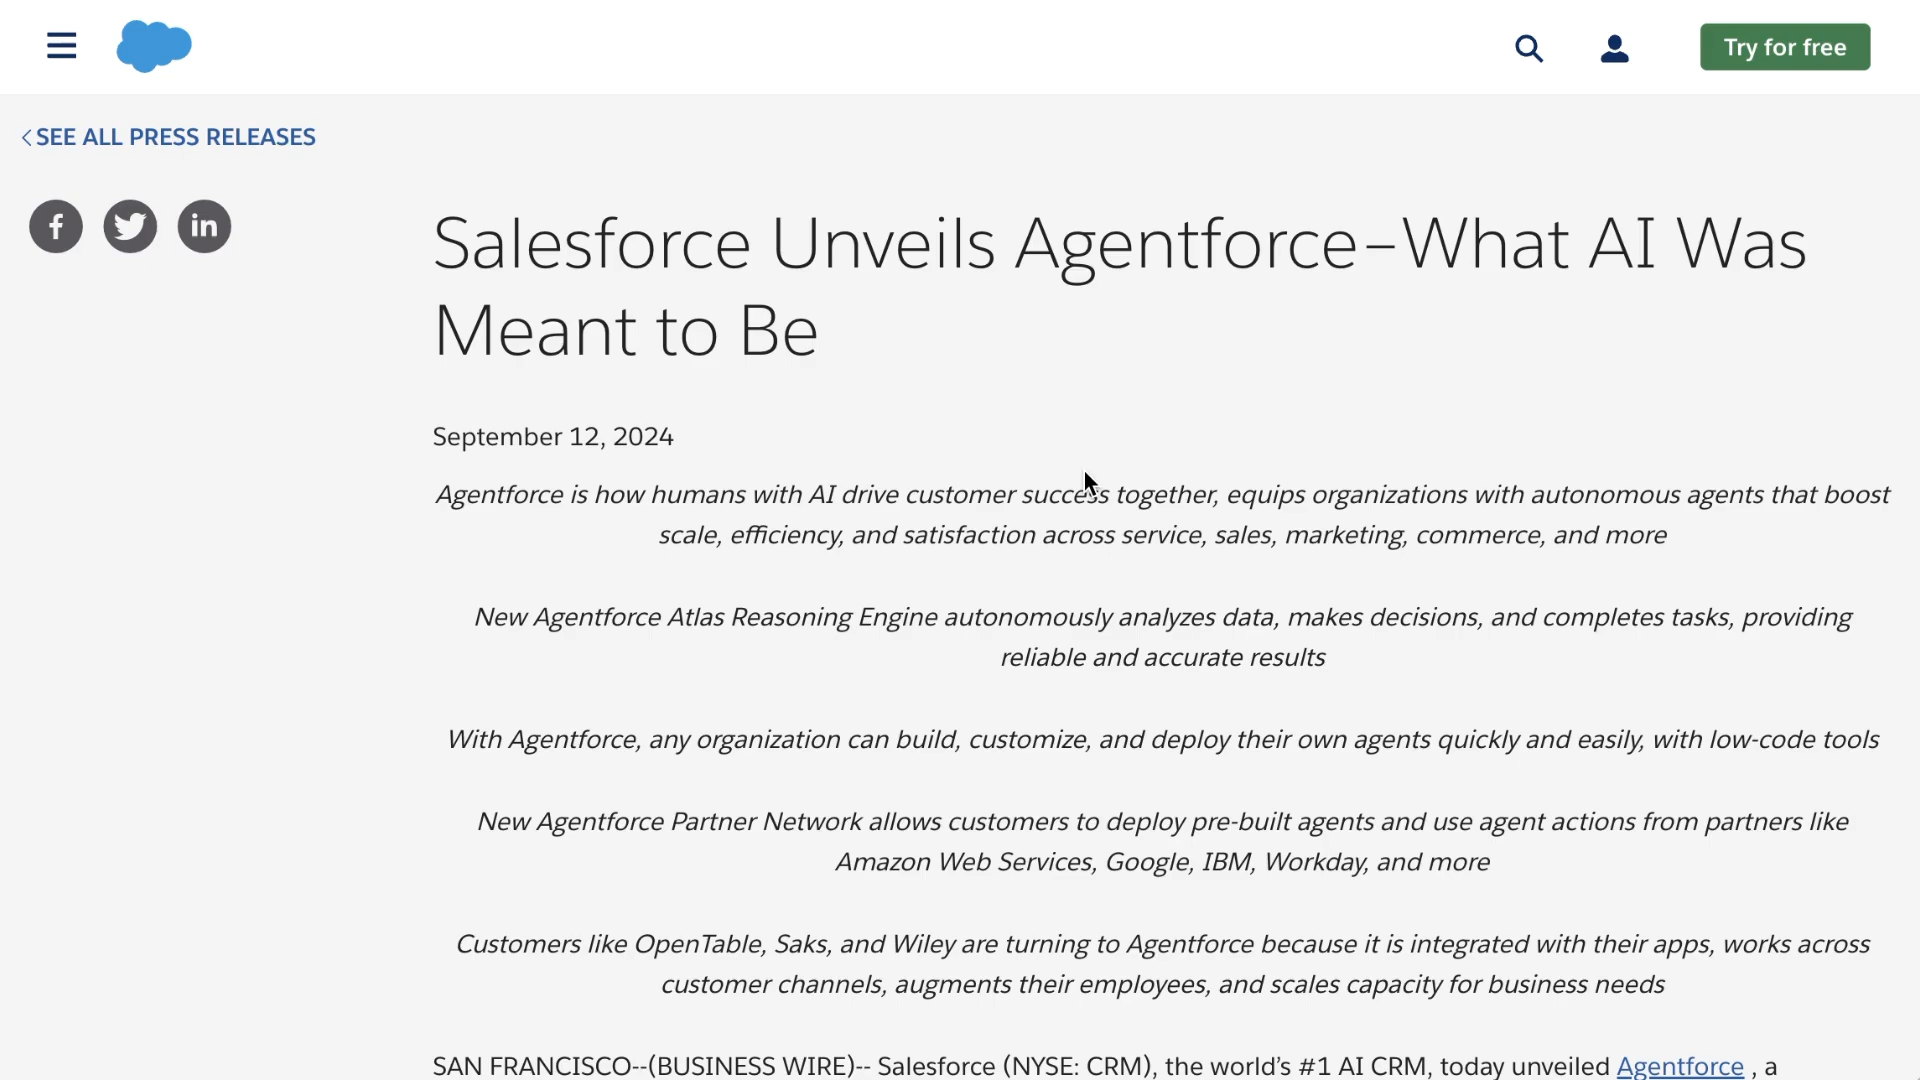 Try for free
SEE ALL PRESS RELEASES
Salesforce Unveils Agentforce–What AI Was
Meant to Be
September 12, 2024
Agentforce is how humans with AI drive customer success together, equips organizations with autonomous agents that boost
scale, efficiency, and satisfaction across service, sales, marketing, commerce, and more
New Agentforce Atlas Reasoning Engine autonomously analyzes data, makes decisions, and completes tasks, providing
reliable and accurate results
With Agentforce, any organization can build, customize, and deploy their own agents quickly and easily, with low-code tools
New Agentforce Partner Network allows customers to deploy pre-built agents and use agent actions from partners like
Amazon Web Services, Google, IBM, Workday, and more
Customers like OpenTable, Saks, and Wiley are turning to Agentforce because it is integrated with their apps, works across
customer channels, augments their employees, and scales capacity for business needs
SAN FRANCISCO--(BUSINESS WIRE)-- Salesforce (NYSE: CRM), the world’s #1 AI CRM, today unveiled Agentforce , a